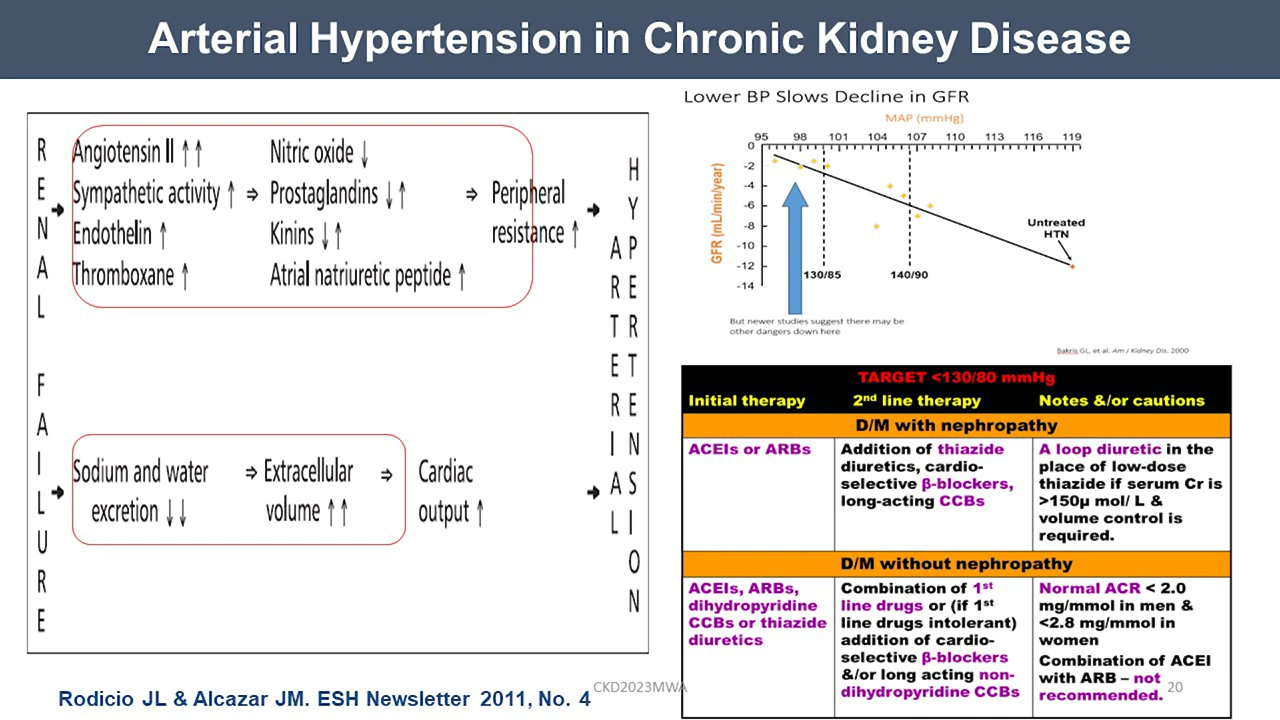 Arterial Hypertension in Chronic Kidney Disease
RENAL FAILURE
Angiotensin II ↑ ↑
Sympathetic activity ↑ ⇒
Endothelin ↑
Thromboxane ↑
Nitric oxide ↓
Prostaglandins ↓↑
Kinins ↓↑
Atrial natriuretic peptide ↑
⇒ Peripheral
resistance ↑
Sodium and water
excretion ↓↓
⇒ Extracellular
volume ↑↑
⇒ Cardiac
output ↑
ARTERIAL
HYPERTENSION
Rodicio JL & Alcazar JM. ESH Newsletter 2011, No. 4
Lower BP Slows Decline in GFR
MAP (mmHg)
95 98 101 104 107 110 113 116 119
GFR (mL/min/year)
0
-2
-4
-6
-8
-10
-12
-14
130/85
140/90
Untreated
HTN
But newer studies suggest there may be
other dangers down here
Bakris GL, et al. Am J Kidney Dis. 2000
TARGET <130/80 mmHg
Initial therapy 2nd line therapy Notes &/or cautions
D/M with nephropathy
ACEIs or ARBs
Addition of thiazide
diuretics, cardio-
selective β-blockers,
long-acting CCBs
A loop diuretic in the
place of low-dose
thiazide if serum Cr is
>150µ mol/ L &
volume control is
required.
D/M without nephropathy
ACEIs, ARBs,
dihydropyridine
CCBs or thiazide
diuretics
Combination of 1st
line drugs or (if 1st
line drugs intolerant)
addition of cardio-
selective β-blockers
&/or long acting non-
dihydropyridine CCBs
Normal ACR < 2.0
mg/mmol in men &
<2.8 mg/mmol in
women
Combination of ACEI
with ARB – not
recommended.
CKD2023MWA
20